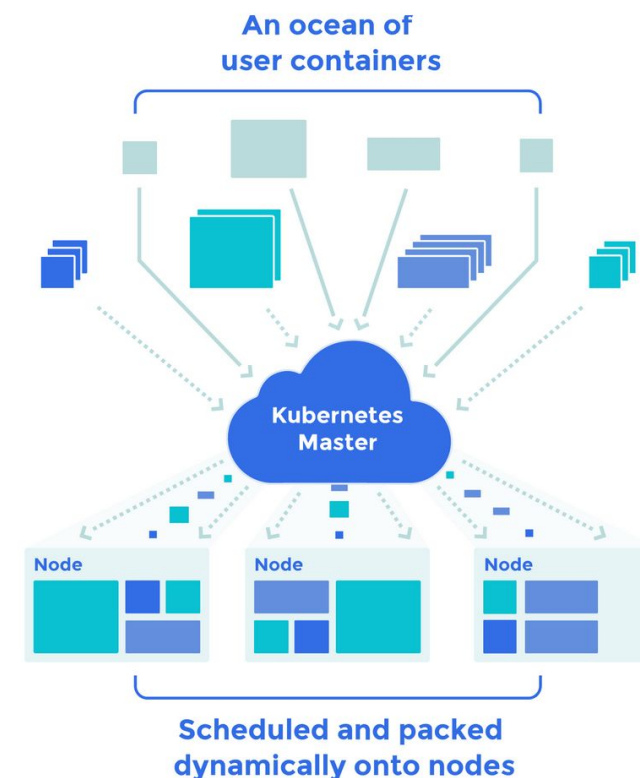 An ocean of
user containers
Kubernetes
Master
Node
Node
Node
Scheduled and packed
dynamically onto nodes